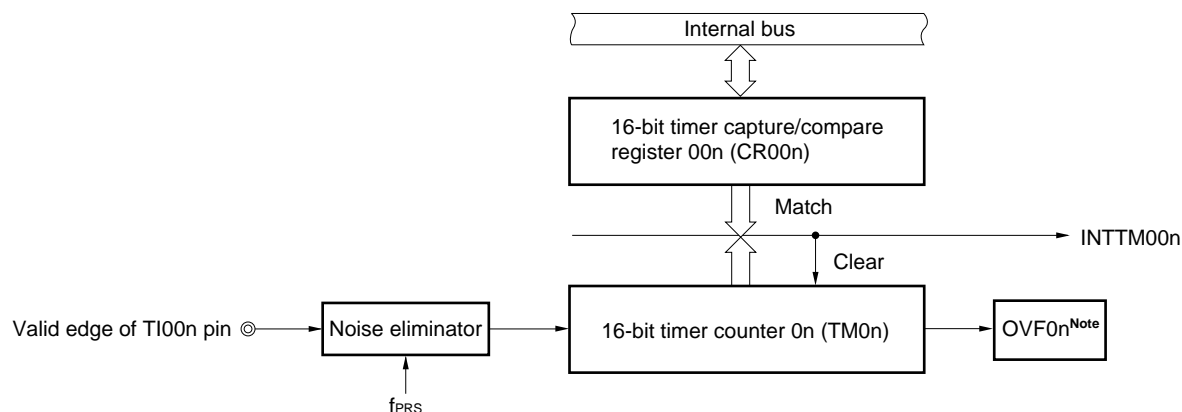 Internal bus
16-bit timer capture/compare
register 00n (CR00n)
Match
INTTM00n
Clear
Valid edge of TI00n pin
Noise eliminator
16-bit timer counter 0n (TM0n)
OVF0nNote
fPRS